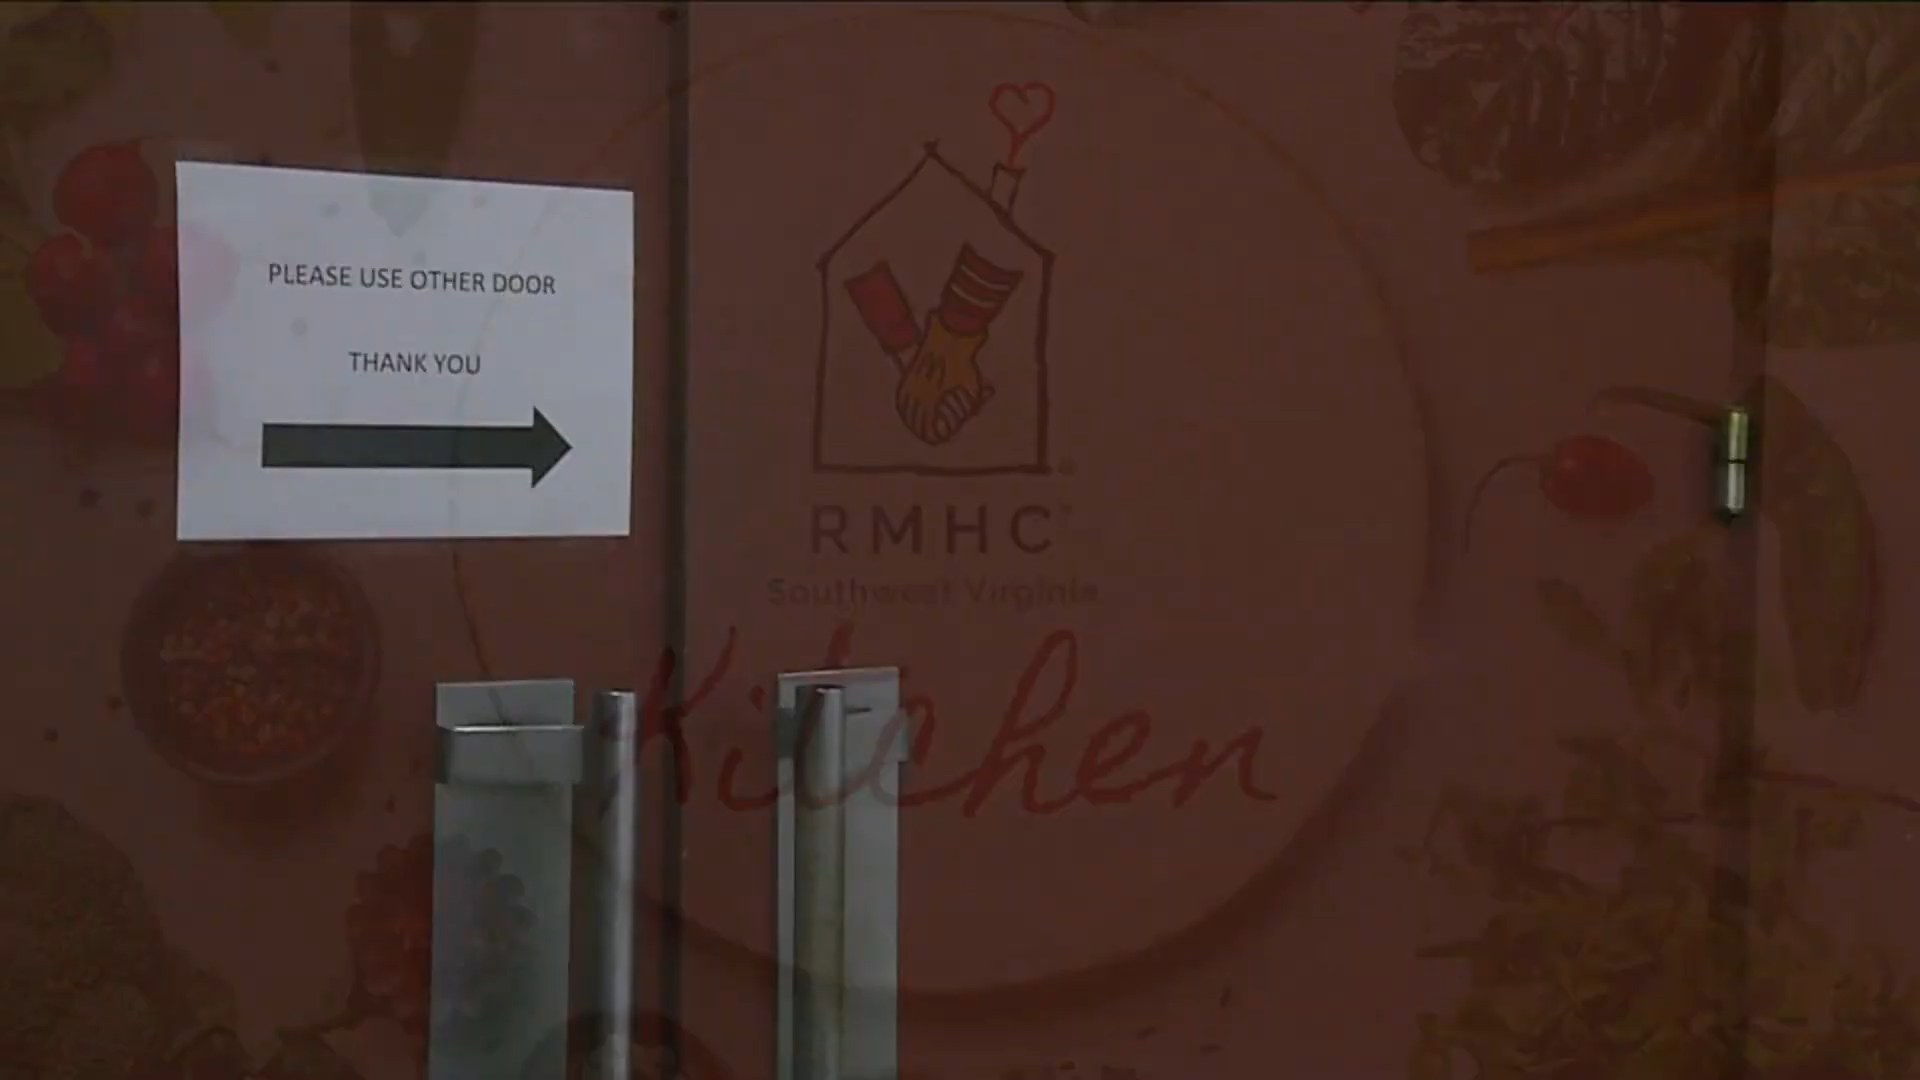 PLEASE USE OTHER DOOR
THANK YOU
RMHC
Southwest Virginia
Kitchen